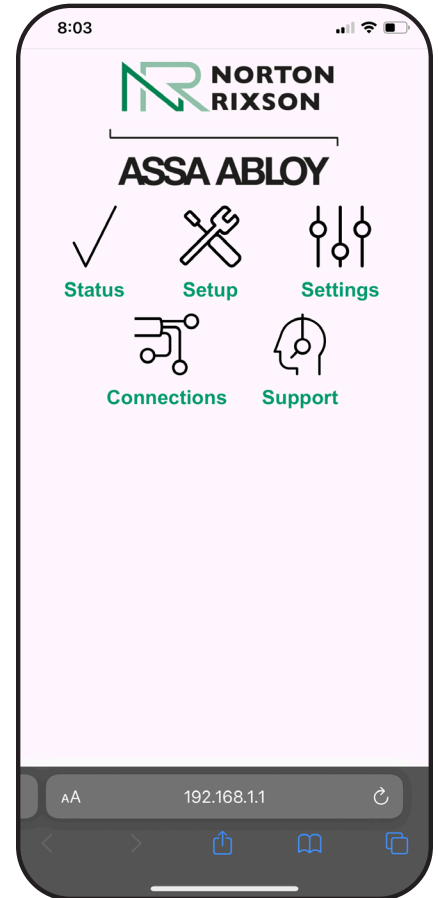 8:03
NORTON
RIXSON
ASSA ABLOY
Status
Setup
Settings
Connections
Support
AA
192.168.1.1